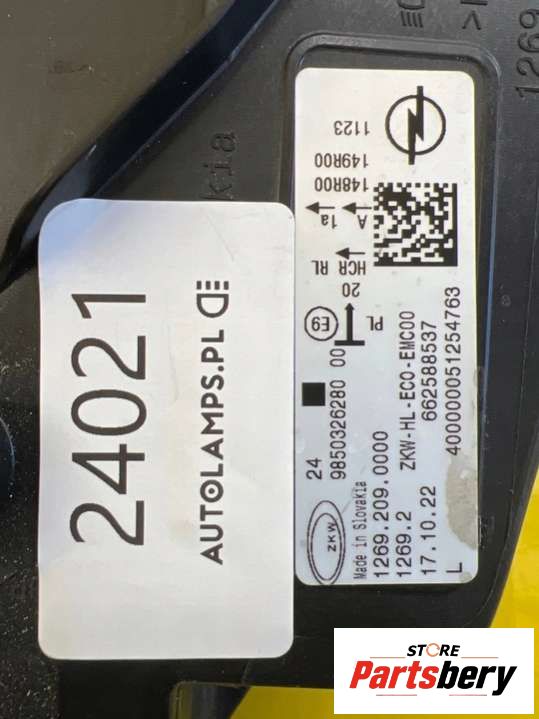 24021
AUTOLAMPS.PL
1123
149R00
148R00
A
1a
HCR RL
20
E9
PL
00
24
9850326280
ZKW
Made in Slovakia
1269.209.0000
1269.2
ZKW-HL-ECO-EMC00
17.10.22
662588537
L
400000051254763
1269
kia
STORE
Partsbery